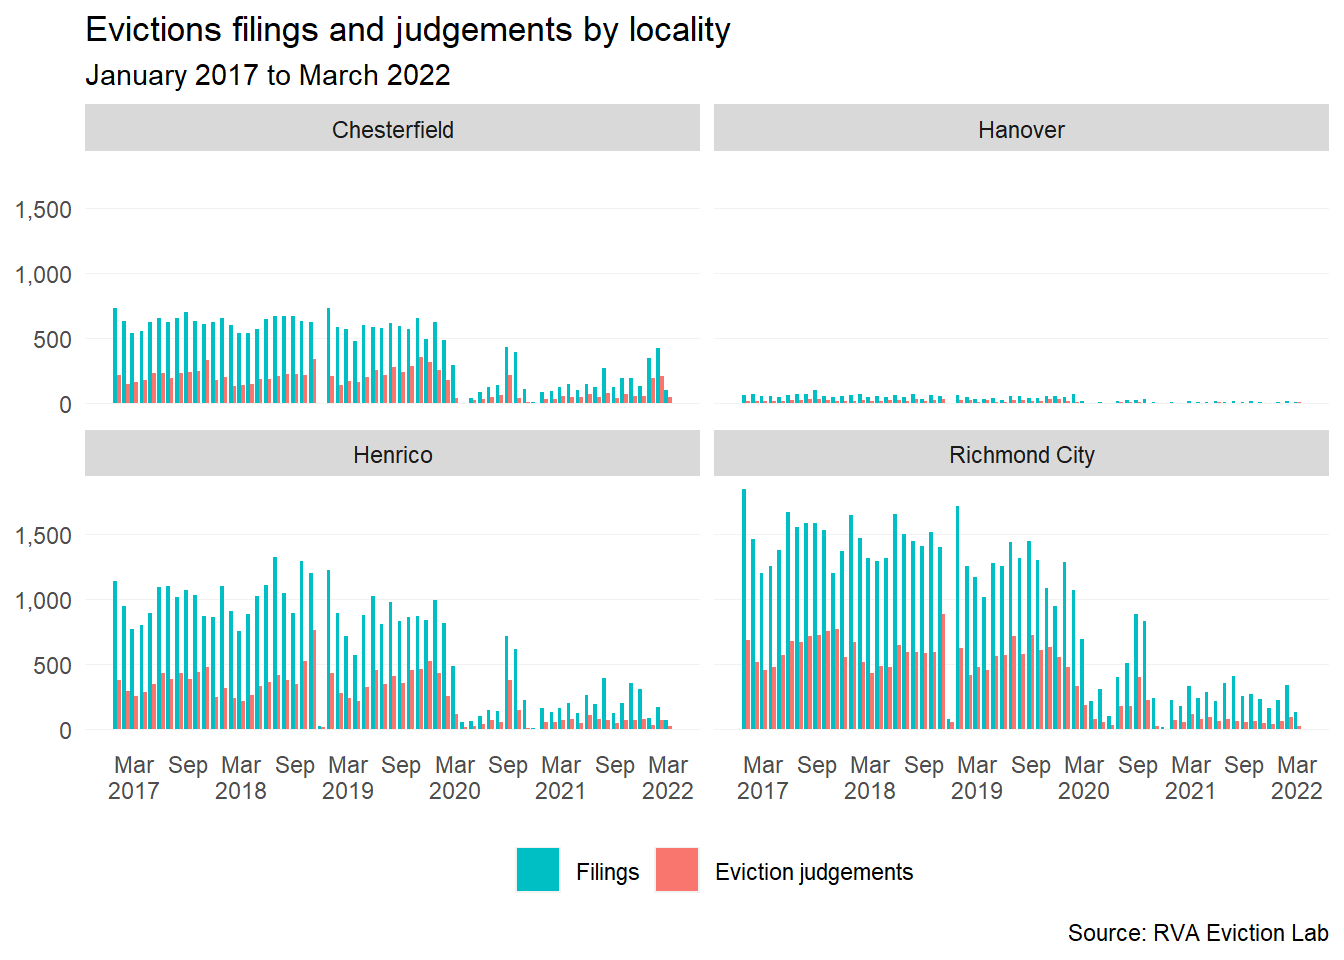 Evictions filings and judgements by locality
January 2017 to March 2022
Chesterfield
Hanover
1,500
1,000
500
0
Henrico
Richmond City
1,500
1,000
500
0
Mar Sep Mar Sep Mar Sep Mar Sep Mar Sep Mar
2017 2018 2019 2020 2021 2022
Mar Sep Mar Sep Mar Sep Mar Sep Mar Sep Mar
2017 2018 2019 2020 2021 2022
Filings
Eviction judgements
Source: RVA Eviction Lab